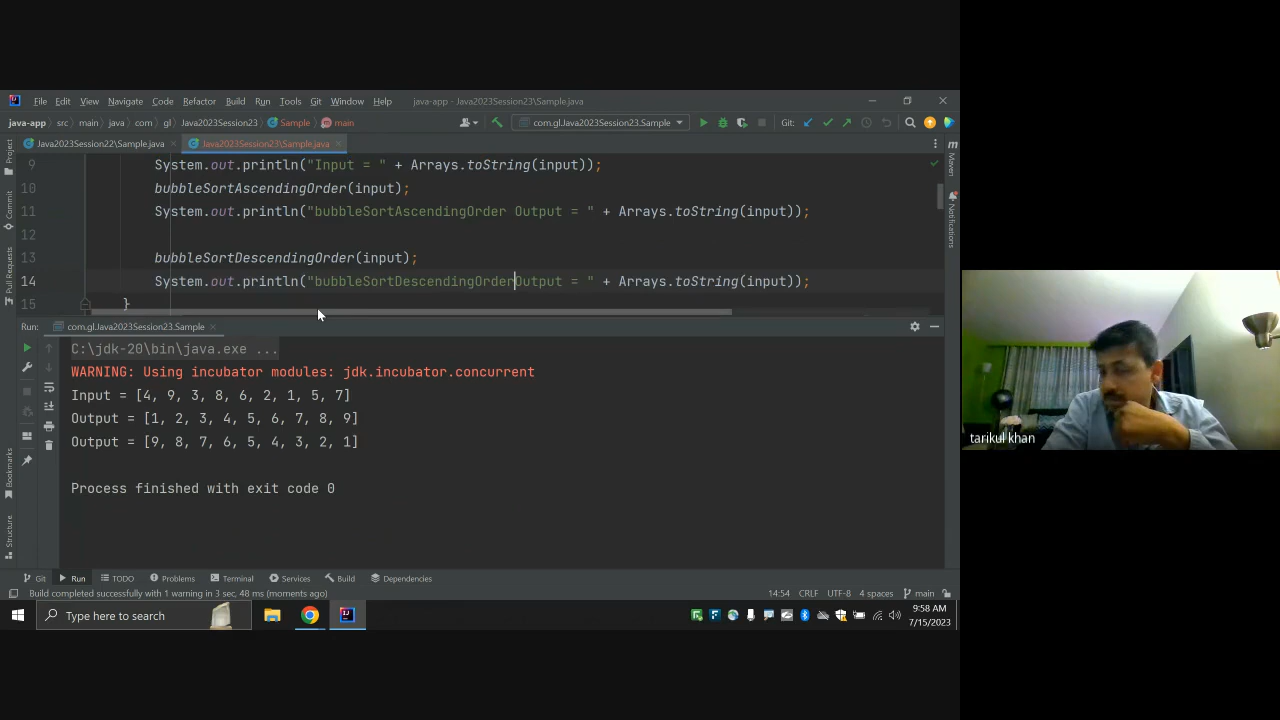 File Edit View Navigate Code Refactor Build Run Tools Git Window Help java-app - Java2023Session23\Sample.java
java-app src main java com gl Java2023Session23 Sample main com.gl.Java2023Session23.Sample Git:
Java2023Session22\Sample.java Java2023Session23\Sample.java
9 System.out.println("Input = " + Arrays.toString(input));
10 bubbleSortAscendingOrder(input);
11 System.out.println("bubbleSortAscendingOrder Output = " + Arrays.toString(input));
12
13 bubbleSortDescendingOrder(input);
14 System.out.println("bubbleSortDescendingOrderOutput = " + Arrays.toString(input));
15 }
Run: com.gl.Java2023Session23.Sample
C:\jdk-20\bin\java.exe ...
WARNING: Using incubator modules: jdk.incubator.concurrent
Input = [4, 9, 3, 8, 6, 2, 1, 5, 7]
Output = [1, 2, 3, 4, 5, 6, 7, 8, 9]
Output = [9, 8, 7, 6, 5, 4, 3, 2, 1]
Process finished with exit code 0
Project
Commit
Pull Requests
Bookmarks
Structure
Maven
Notifications
tarikul khan
Git Run TODO Problems Terminal Services Build Dependencies
Build completed successfully with 1 warning in 3 sec, 48 ms (moments ago) 14:54 CRLF UTF-8 4 spaces main
Type here to search
9:58 AM
7/15/2023